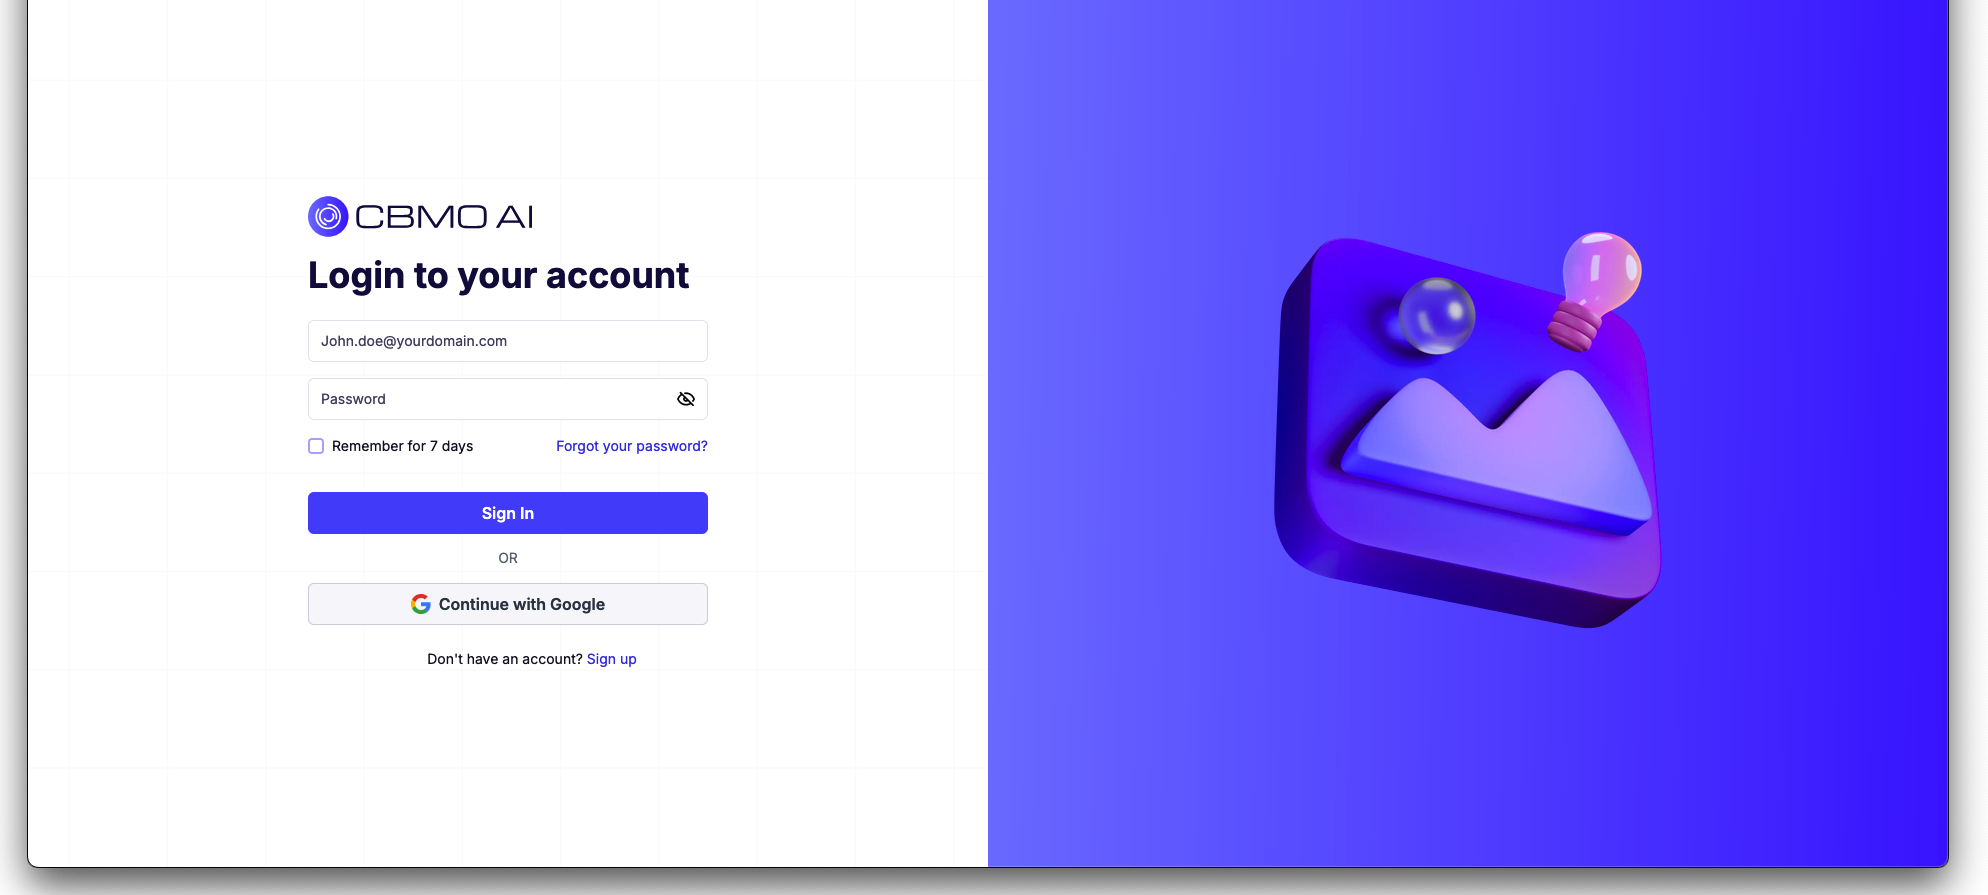 CBMO AI
Login to your account
John.doe@yourdomain.com
Password
Remember for 7 days
Forgot your password?
Sign In
OR
Continue with Google
Don't have an account? Sign up